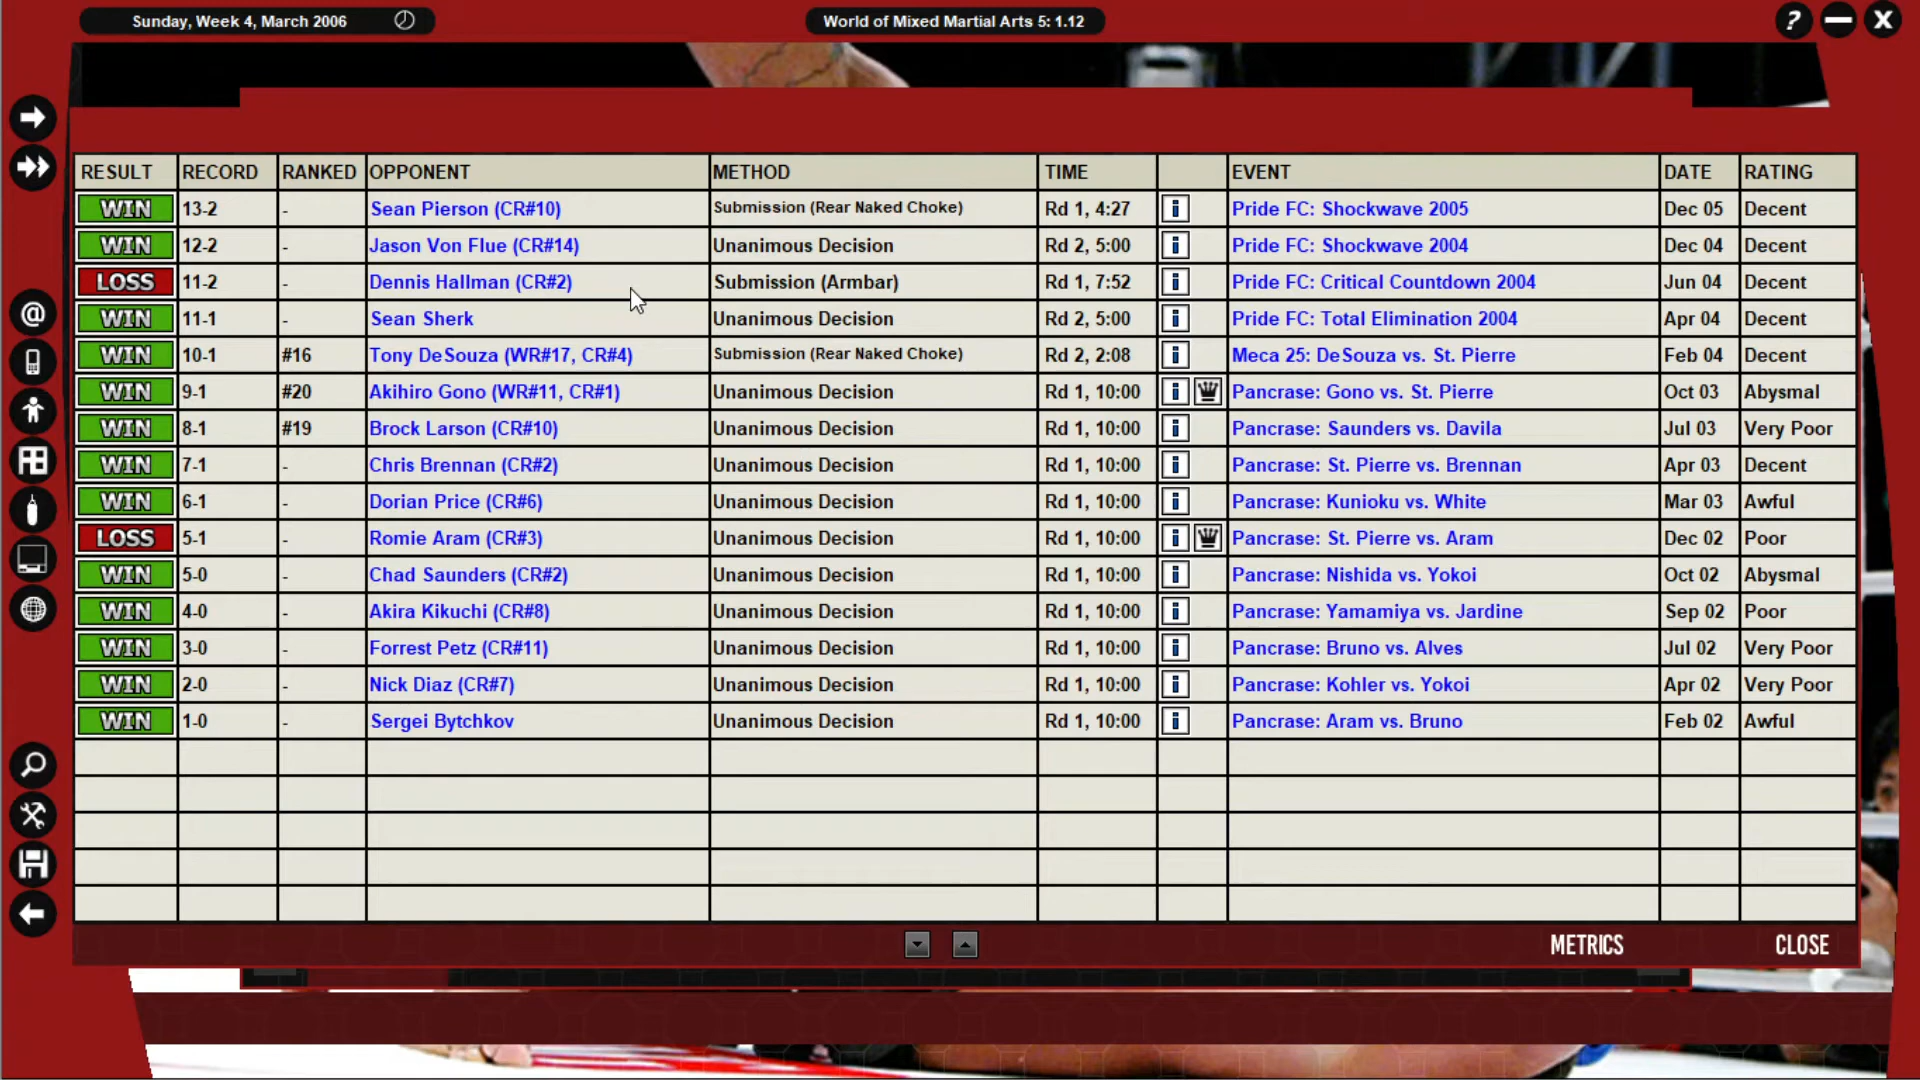 Sunday, Week 4, March 2006
World of Mixed Martial Arts 5: 1.12
?
X
RESULT RECORD RANKED OPPONENT METHOD TIME EVENT DATE RATING
WIN 13-2 - Sean Pierson (CR#10) Submission (Rear Naked Choke) Rd 1, 4:27 i Pride FC: Shockwave 2005 Dec 05 Decent
WIN 12-2 - Jason Von Flue (CR#14) Unanimous Decision Rd 2, 5:00 i Pride FC: Shockwave 2004 Dec 04 Decent
LOSS 11-2 - Dennis Hallman (CR#2) Submission (Armbar) Rd 1, 7:52 i Pride FC: Critical Countdown 2004 Jun 04 Decent
WIN 11-1 - Sean Sherk Unanimous Decision Rd 2, 5:00 i Pride FC: Total Elimination 2004 Apr 04 Decent
WIN 10-1 #16 Tony DeSouza (WR#17, CR#4) Submission (Rear Naked Choke) Rd 2, 2:08 i Meca 25: DeSouza vs. St. Pierre Feb 04 Decent
WIN 9-1 #20 Akihiro Gono (WR#11, CR#1) Unanimous Decision Rd 1, 10:00 i Pancrase: Gono vs. St. Pierre Oct 03 Abysmal
WIN 8-1 #19 Brock Larson (CR#10) Unanimous Decision Rd 1, 10:00 i Pancrase: Saunders vs. Davila Jul 03 Very Poor
WIN 7-1 - Chris Brennan (CR#2) Unanimous Decision Rd 1, 10:00 i Pancrase: St. Pierre vs. Brennan Apr 03 Decent
WIN 6-1 - Dorian Price (CR#6) Unanimous Decision Rd 1, 10:00 i Pancrase: Kunioku vs. White Mar 03 Awful
LOSS 5-1 - Romie Aram (CR#3) Unanimous Decision Rd 1, 10:00 i Pancrase: St. Pierre vs. Aram Dec 02 Poor
WIN 5-0 - Chad Saunders (CR#2) Unanimous Decision Rd 1, 10:00 i Pancrase: Nishida vs. Yokoi Oct 02 Abysmal
WIN 4-0 - Akira Kikuchi (CR#8) Unanimous Decision Rd 1, 10:00 i Pancrase: Yamamiya vs. Jardine Sep 02 Poor
WIN 3-0 - Forrest Petz (CR#11) Unanimous Decision Rd 1, 10:00 i Pancrase: Bruno vs. Alves Jul 02 Very Poor
WIN 2-0 - Nick Diaz (CR#7) Unanimous Decision Rd 1, 10:00 i Pancrase: Kohler vs. Yokoi Apr 02 Very Poor
WIN 1-0 - Sergei Bytchkov Unanimous Decision Rd 1, 10:00 i Pancrase: Aram vs. Bruno Feb 02 Awful
METRICS
CLOSE